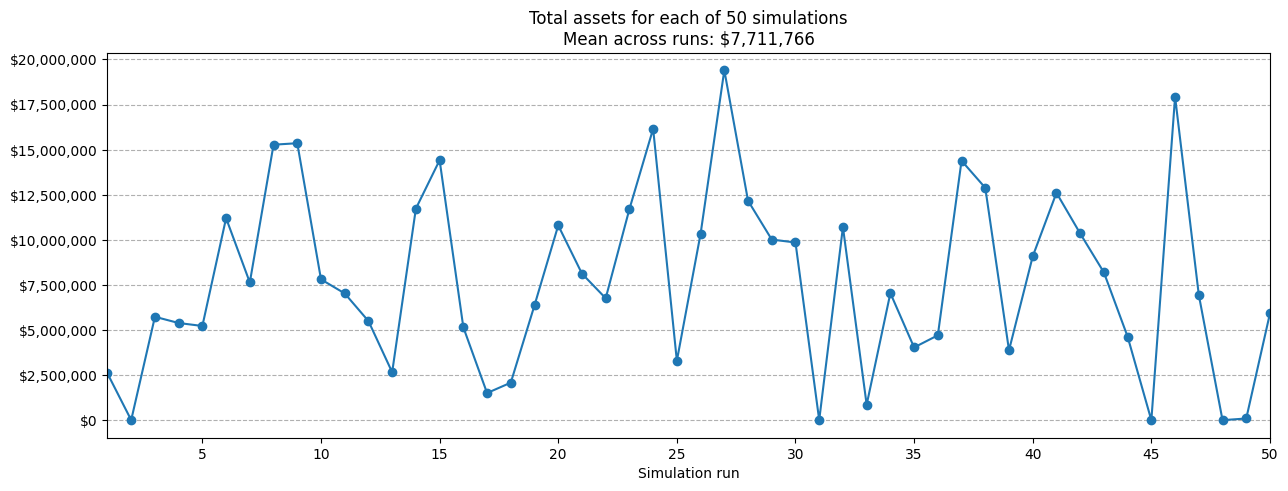 Total assets for each of 50 simulations
Mean across runs: $7,711,766
$20,000,000
$17,500,000
$15,000,000
$12,500,000
$10,000,000
$7,500,000
$5,000,000
$2,500,000
$0
5 10 15 20 25 30 35 40 45 50
Simulation run